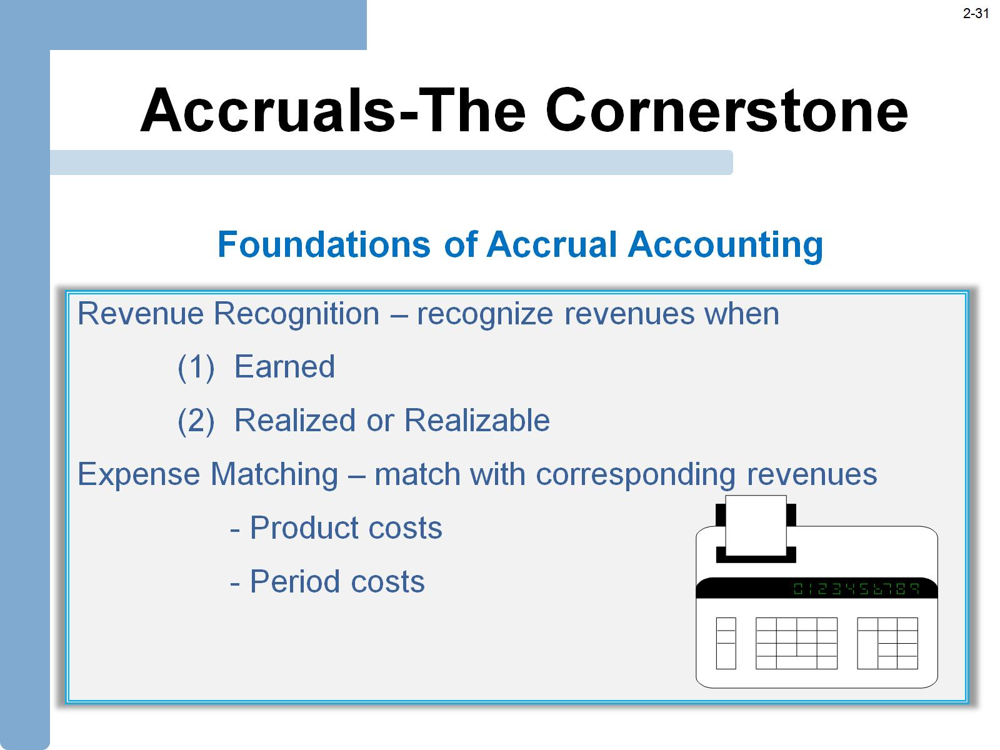 2-31
Accruals-The Cornerstone
Foundations of Accrual Accounting
Revenue Recognition – recognize revenues when
(1) Earned
(2) Realized or Realizable
Expense Matching – match with corresponding revenues
- Product costs
- Period costs
0123456789